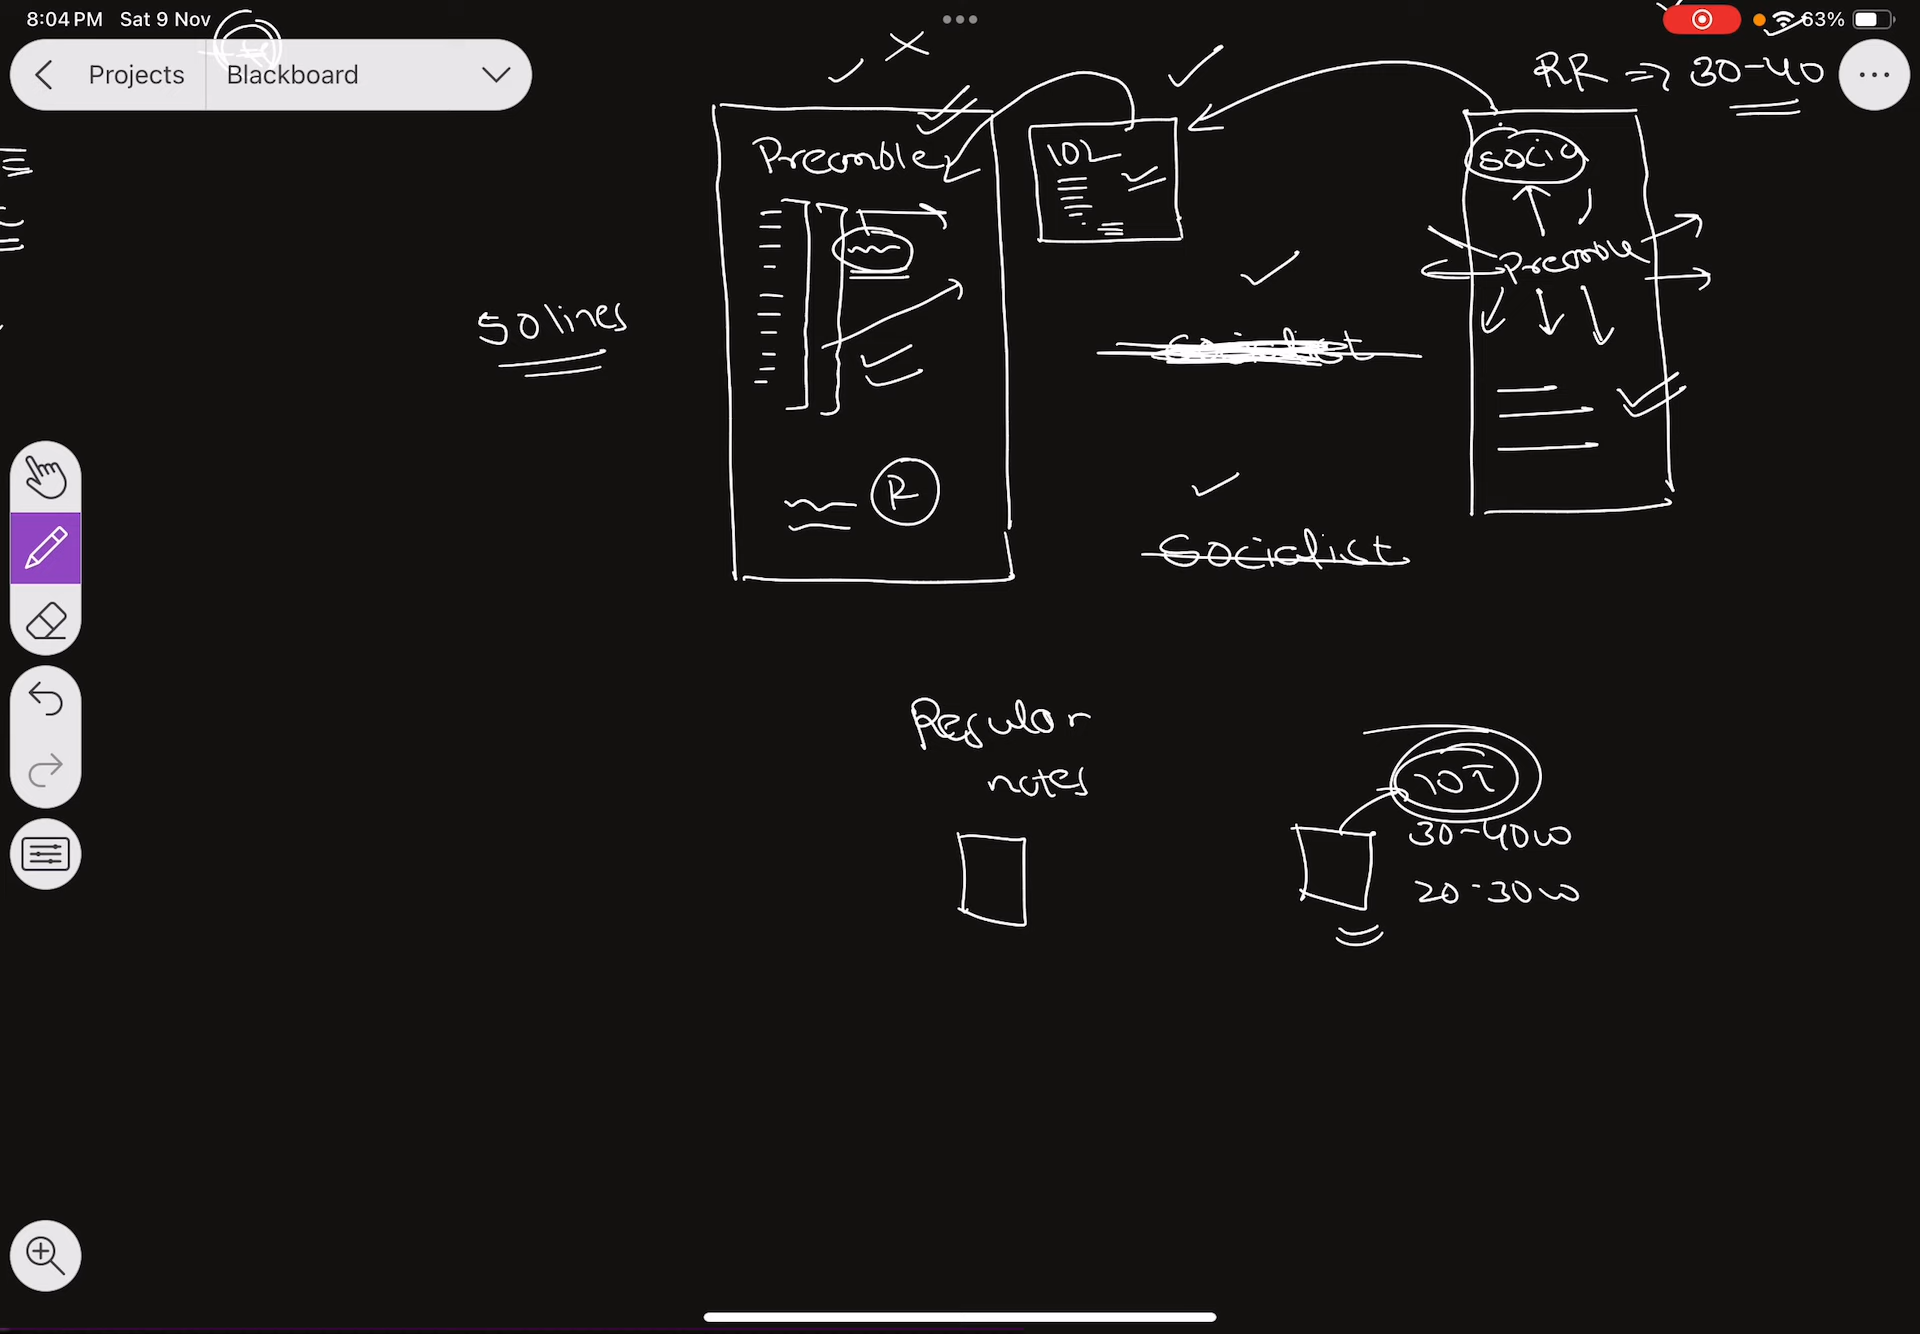 8:04 PM Sat 9 Nov
63%
Projects
Blackboard
RR => 30-40
Preamble
10L
socia
Preamble
50 lines
R
Socialist
Regular
notes
30-40w
20-30w